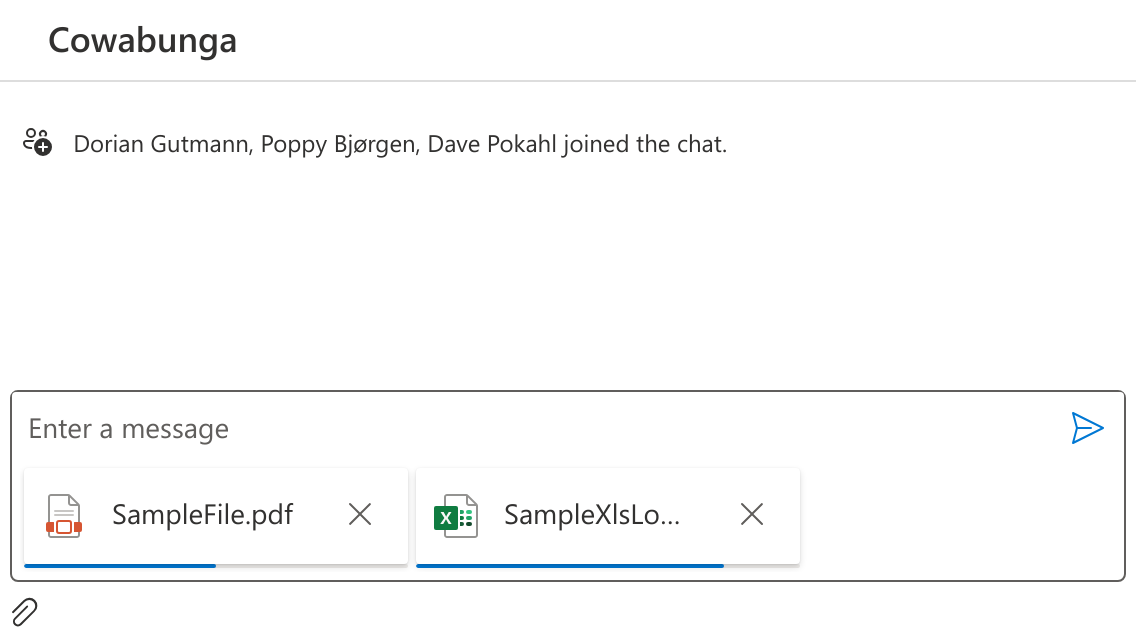 Cowabunga
Dorian Gutmann, Poppy Bjørgen, Dave Pokahl joined the chat.
Enter a message
SampleFile.pdf
X
SampleXlsLo...